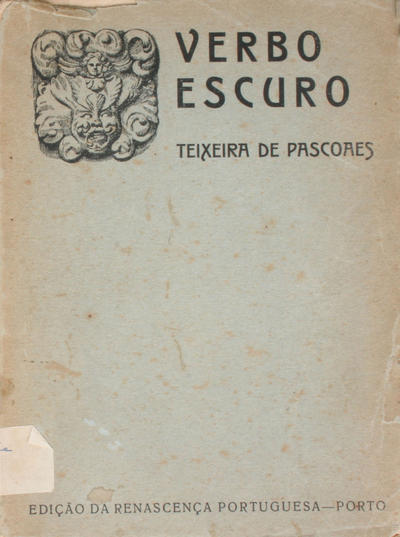 VERBO
ESCURO
TEIXEIRA DE PASCOAES
EDIÇÃO DA RENASCENÇA PORTUGUESA—PORTO